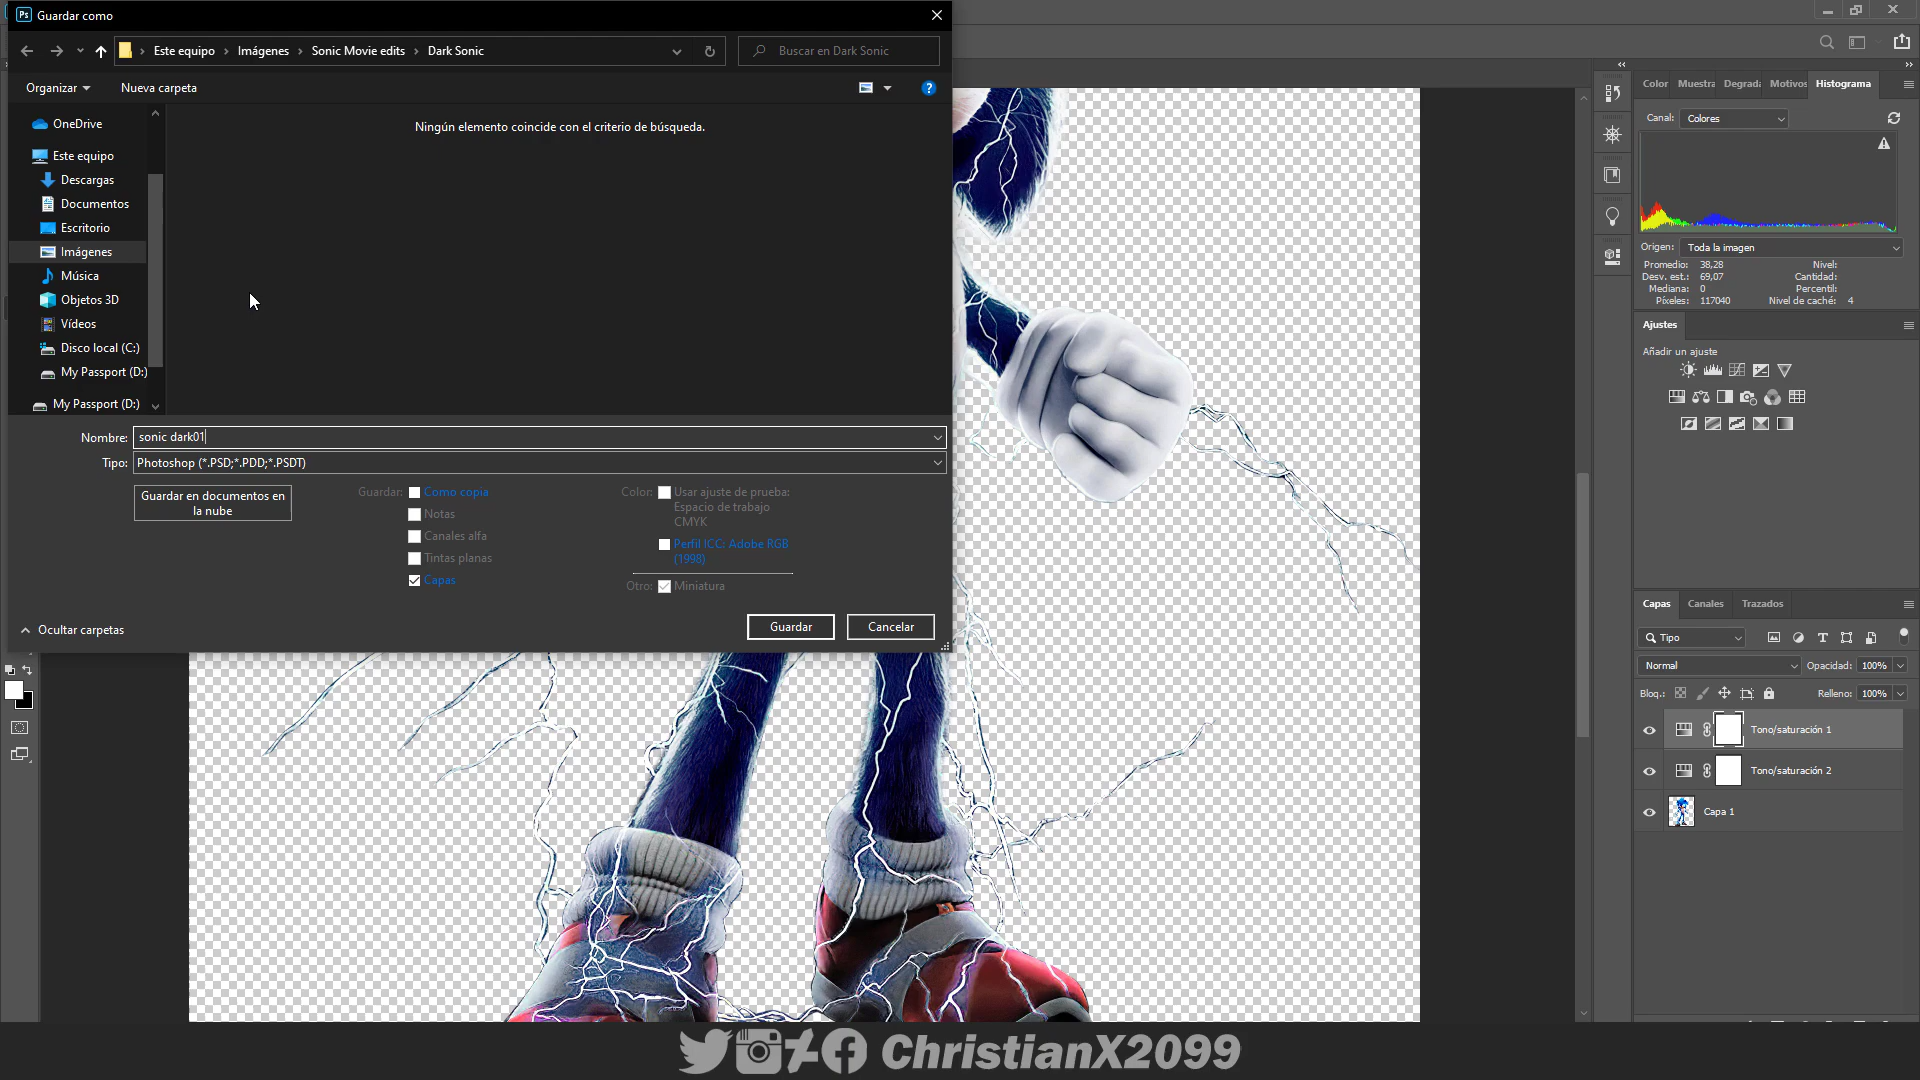 Ps Guardar como
Este equipo > Imágenes > Sonic Movie edits > Dark Sonic
Buscar en Dark Sonic
Organizar
Nueva carpeta
OneDrive
Este equipo
Descargas
Documentos
Escritorio
Imágenes
Música
Objetos 3D
Vídeos
Disco local (C:)
My Passport (D:)
My Passport (D:)
Ningún elemento coincide con el criterio de búsqueda.
Nombre: sonic dark01
Tipo: Photoshop (*.PSD;*.PDD;*.PSDT)
Guardar en documentos en
la nube
Guardar: Como copia
Notas
Canales alfa
Tintas planas
Capas
Color: Usar ajuste de prueba:
Espacio de trabajo
CMYK
Perfil ICC: Adobe RGB
(1998)
Otro: Miniatura
Ocultar carpetas
Guardar
Cancelar
Color Muestra Degrada Motivos Histograma
Canal: Colores
Origen: Toda la imagen
Promedio: 38,28 Nivel:
Desv. est.: 69,07 Cantidad:
Mediana: 0 Percentil:
Píxeles: 117040 Nivel de caché: 4
Ajustes
Añadir un ajuste
Capas Canales Trazados
Tipo
Normal Opacidad: 100%
Bloq.: Relleno: 100%
Tono/saturación 1
Tono/saturación 2
Capa 1
ChristianX2099